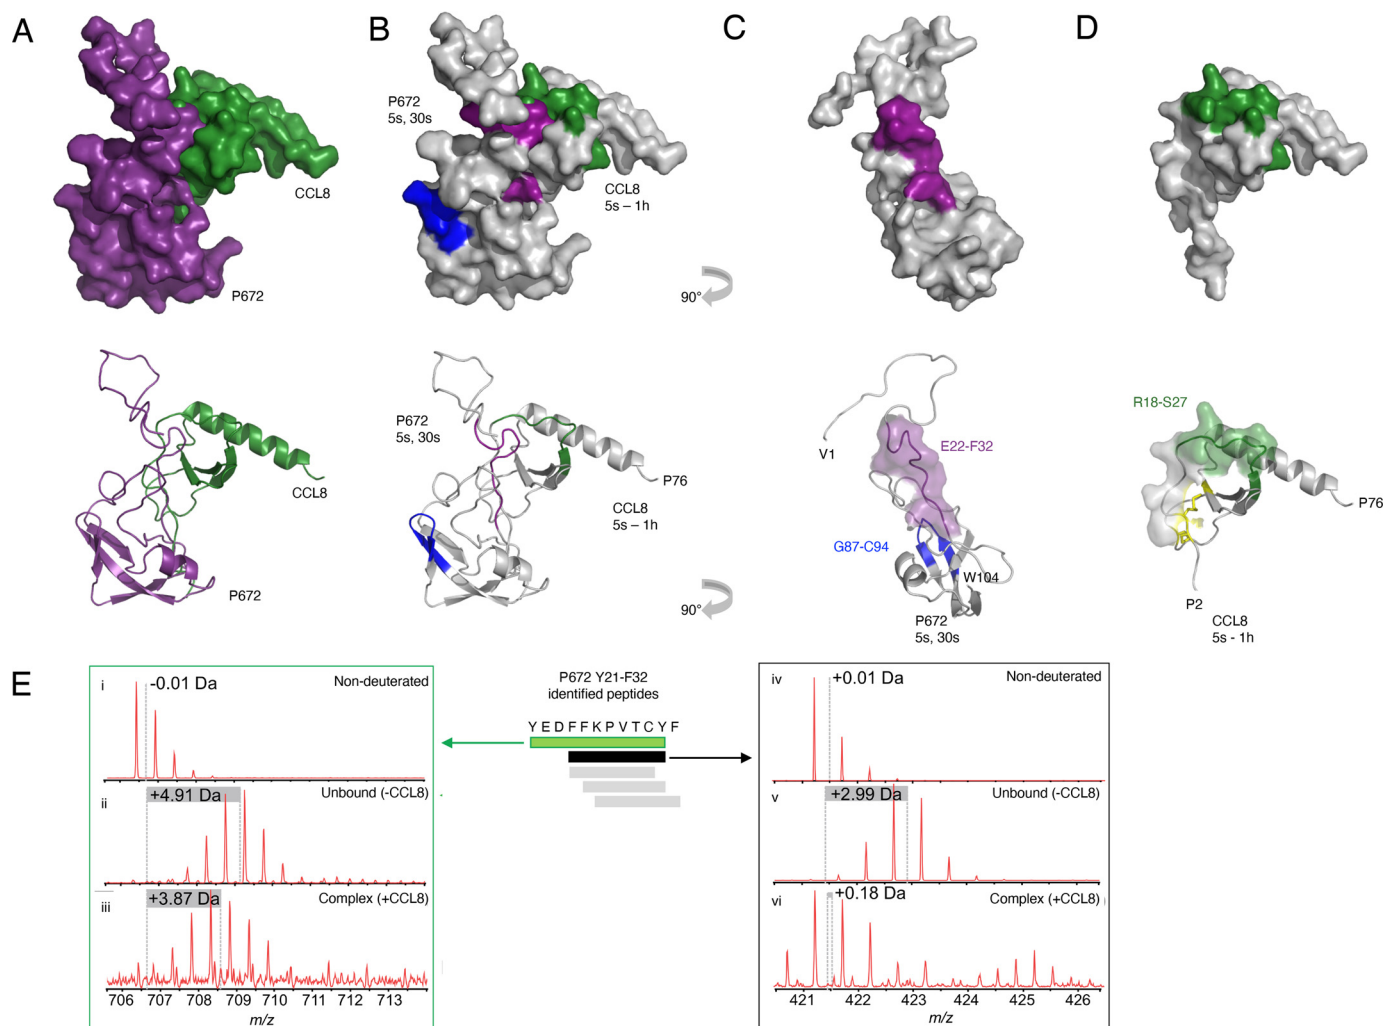 A
B
C
D
CCL8
P672
P672
5s, 30s
CCL8
5s – 1h
90°
CCL8
P672
P672
5s, 30s
P76
CCL8
5s – 1h
90°
V1
E22-F32
G87-C94
W104
P672
5s, 30s
R18-S27
P76
P2
CCL8
5s - 1h
E
i
-0.01 Da
Non-deuterated
ii
+4.91 Da
Unbound (-CCL8)
iii
+3.87 Da
Complex (+CCL8)
706 707 708 709 710 711 712 713
m/z
P672 Y21-F32
identified peptides
Y E D F F K P V T C Y F
iv
+0.01 Da
Non-deuterated
v
+2.99 Da
Unbound (-CCL8)
vi
+0.18 Da
Complex (+CCL8)
421 422 423 424 425 426
m/z